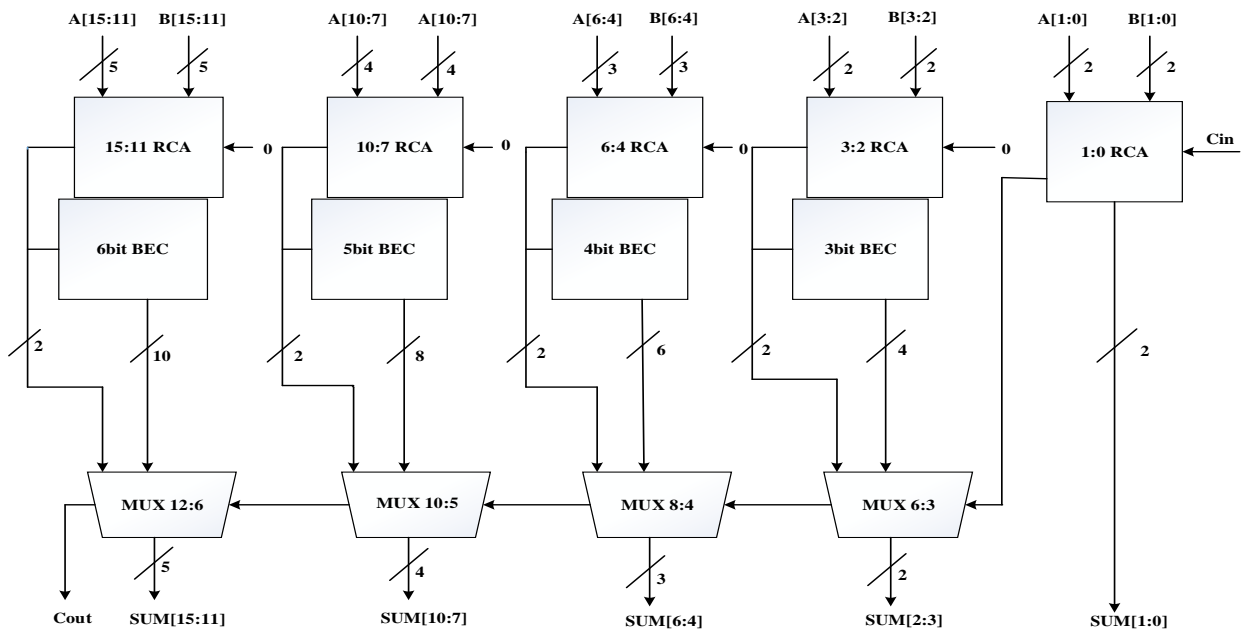 A[15:11] B[15:11] A[10:7] A[10:7] A[6:4] B[6:4] A[3:2] B[3:2] A[1:0] B[1:0]
5 5 4 4 3 3 2 2 2 2
15:11 RCA 0 10:7 RCA 0 6:4 RCA 0 3:2 RCA 0 1:0 RCA Cin
6bit BEC 5bit BEC 4bit BEC 3bit BEC
2 10 2 8 2 6 2 4 2
MUX 12:6 MUX 10:5 MUX 8:4 MUX 6:3
5 4 3 2
Cout SUM[15:11] SUM[10:7] SUM[6:4] SUM[2:3] SUM[1:0]